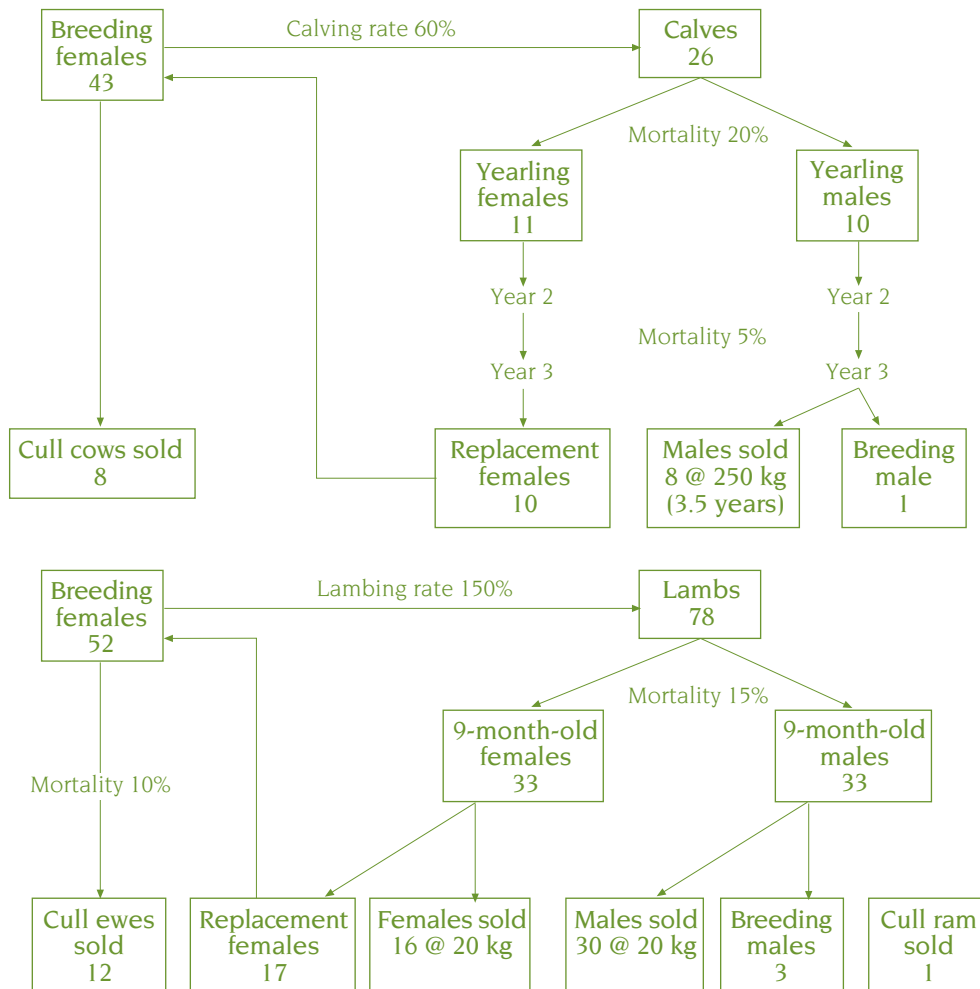 Breeding
females
43
Calving rate 60%
Calves
26
Mortality 20%
Yearling
females
11
Yearling
males
10
Year 2
Year 2
Mortality 5%
Year 3
Year 3
Cull cows sold
8
Replacement
females
10
Males sold
8 @ 250 kg
(3.5 years)
Breeding
male
1
Breeding
females
52
Lambing rate 150%
Lambs
78
Mortality 15%
9-month-old
females
33
9-month-old
males
33
Mortality 10%
Cull ewes
sold
12
Replacement
females
17
Females sold
16 @ 20 kg
Males sold
30 @ 20 kg
Breeding
males
3
Cull ram
sold
1